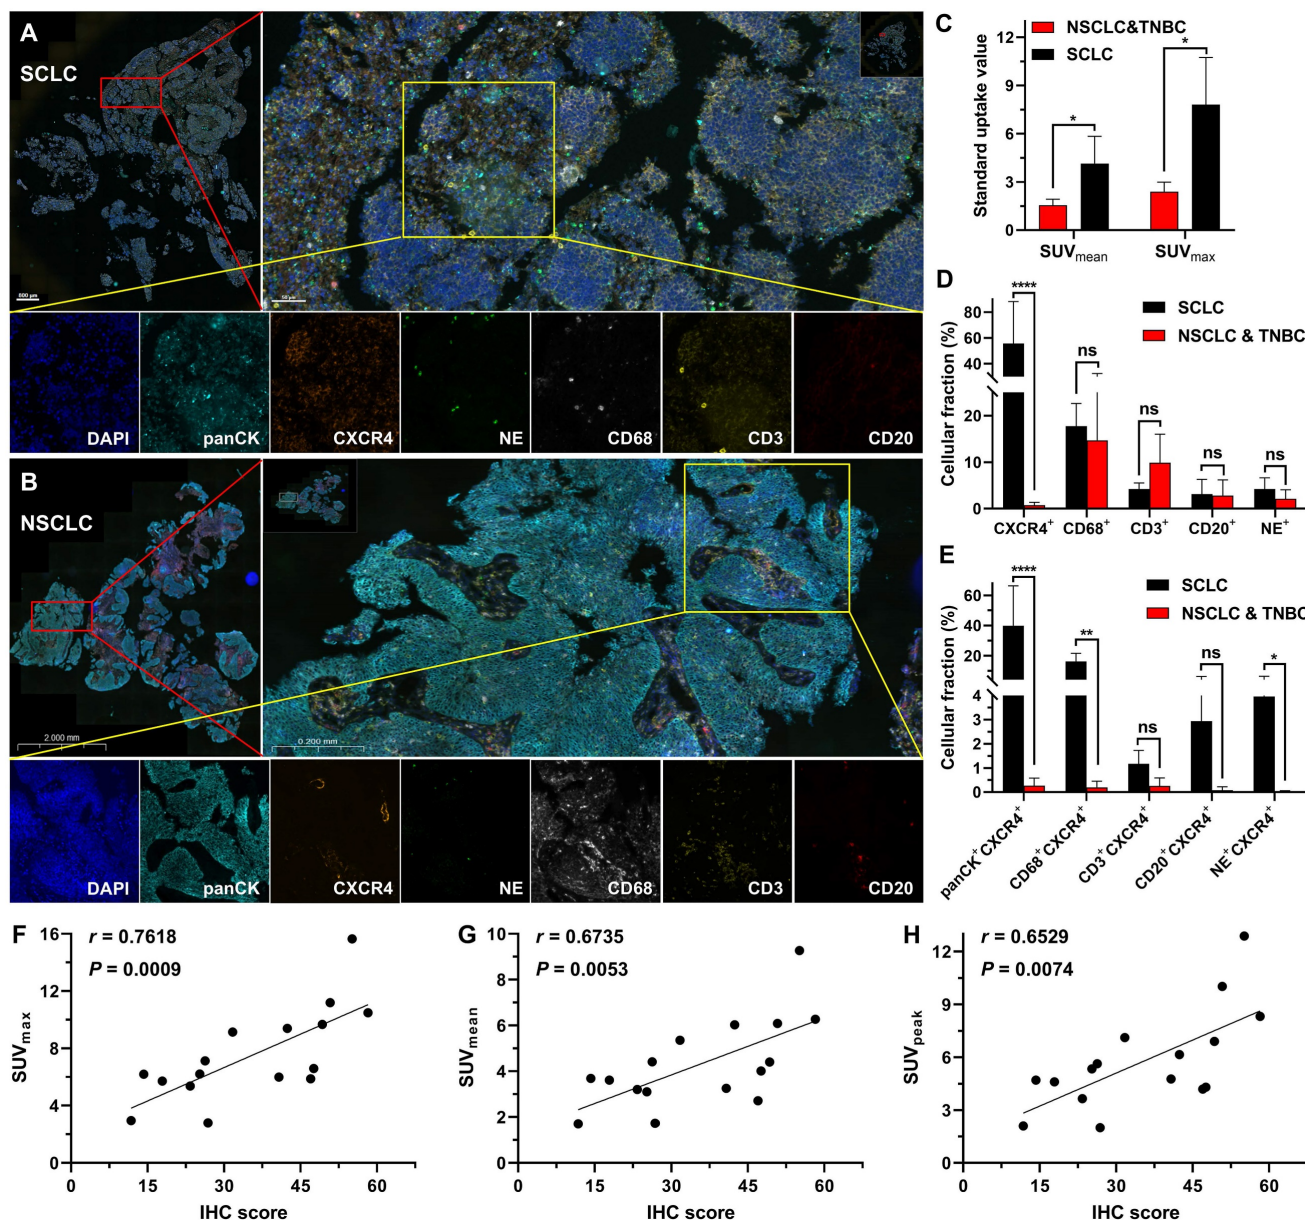 A
SCLC
500 µm
50 µm
DAPI
panCK
CXCR4
NE
CD68
CD3
CD20
B
NSCLC
2.000 mm
0.200 mm
DAPI
panCK
CXCR4
NE
CD68
CD3
CD20
C
NSCLC&TNBC
SCLC
Standard uptake value
12
9
6
3
0
*
*
SUVmean
SUVmax
D
SCLC
NSCLC & TNBC
Cellular fraction (%)
80
60
40
20
10
0
****
ns
ns
ns
ns
CXCR4+
CD68+
CD3+
CD20+
NE+
E
SCLC
NSCLC & TNBC
Cellular fraction (%)
60
40
20
4
3
2
1
0
****
**
ns
ns
*
panCK+CXCR4+
CD68+CXCR4+
CD3+CXCR4+
CD20+CXCR4+
NE+CXCR4+
F
r = 0.7618
P = 0.0009
SUVmax
16
12
8
4
0
0 15 30 45 60
IHC score
G
r = 0.6735
P = 0.0053
SUVmean
10
8
6
4
2
0
0 15 30 45 60
IHC score
H
r = 0.6529
P = 0.0074
SUVpeak
12
9
6
3
0
0 15 30 45 60
IHC score